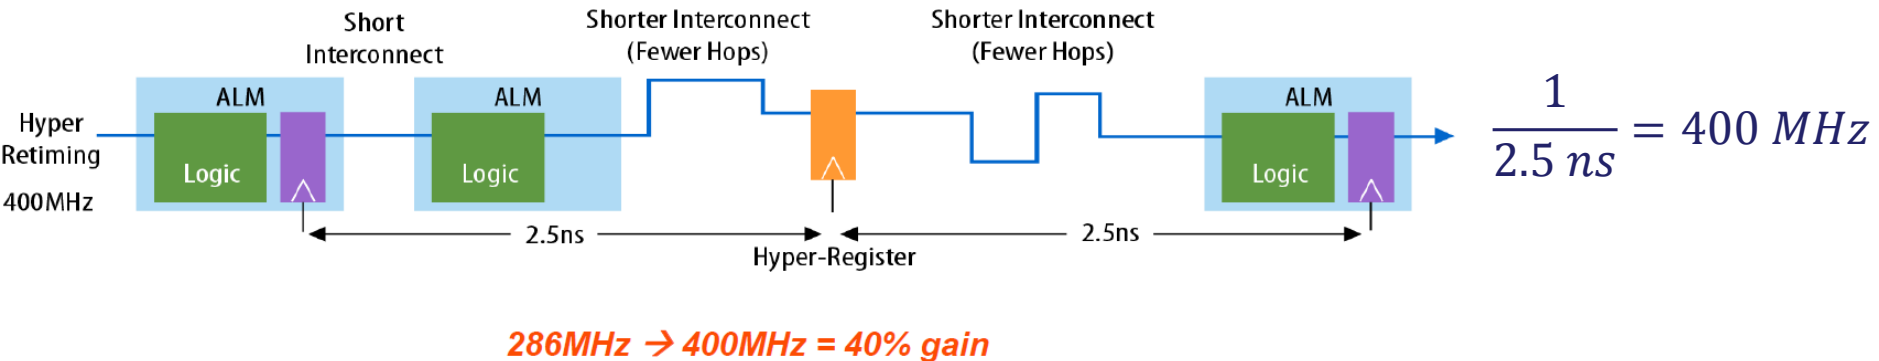 Short
Interconnect
Shorter Interconnect
(Fewer Hops)
Shorter Interconnect
(Fewer Hops)
Hyper
Retiming
400MHz
ALM
Logic
ALM
Logic
ALM
Logic
2.5ns
2.5ns
Hyper-Register
1
2.5 ns
= 400 MHz
286MHz → 400MHz = 40% gain